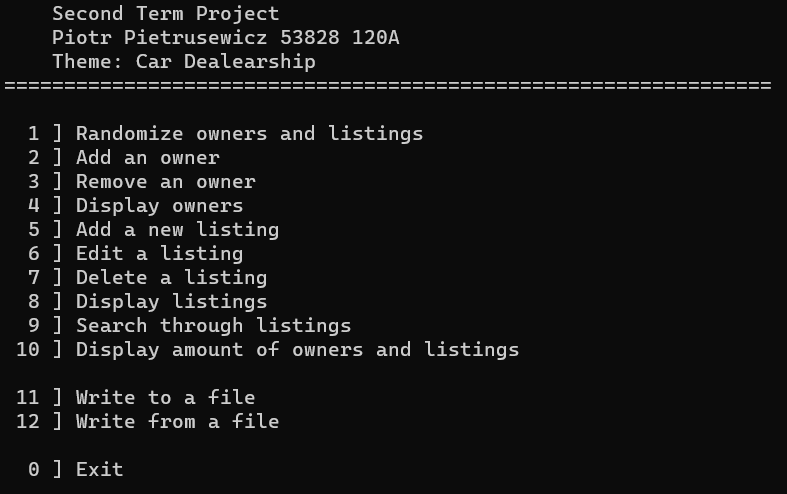 Second Term Project
Piotr Pietrusewicz 53828 120A
Theme: Car Dealearship
================================================================
1 ] Randomize owners and listings
2 ] Add an owner
3 ] Remove an owner
4 ] Display owners
5 ] Add a new listing
6 ] Edit a listing
7 ] Delete a listing
8 ] Display listings
9 ] Search through listings
10 ] Display amount of owners and listings
11 ] Write to a file
12 ] Write from a file
0 ] Exit